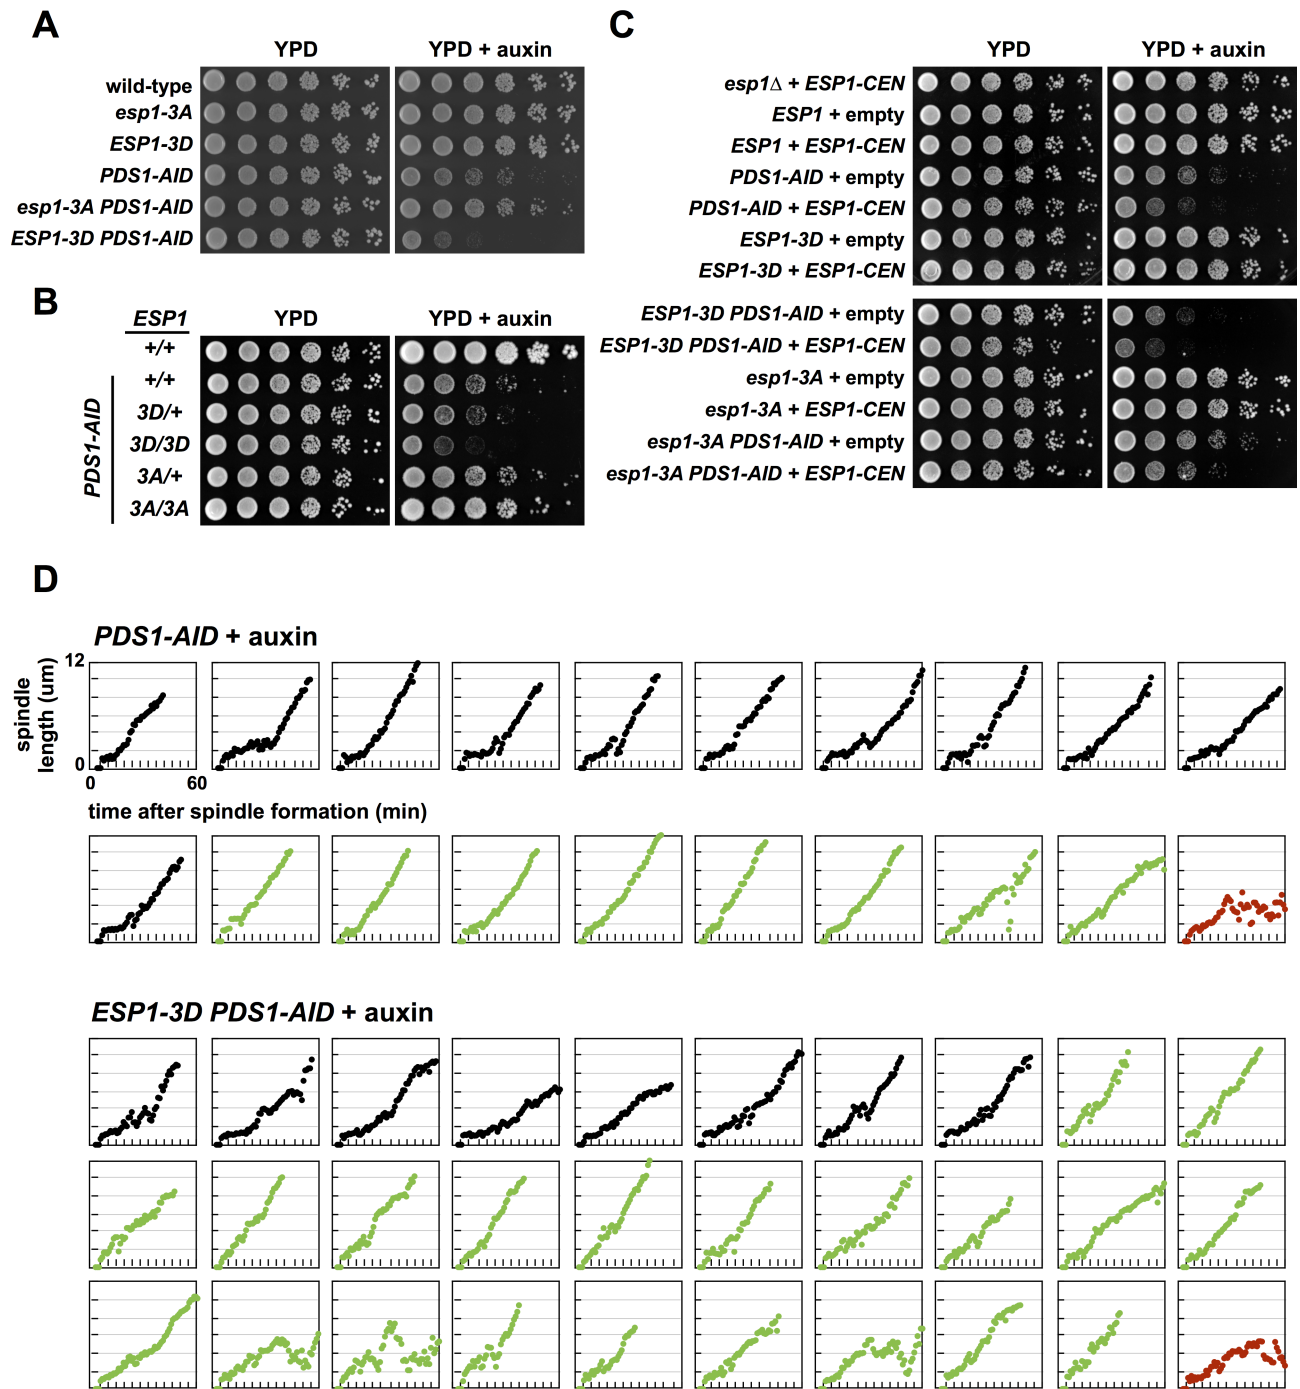 A
YPD
YPD + auxin
wild-type
esp1-3A
ESP1-3D
PDS1-AID
esp1-3A PDS1-AID
ESP1-3D PDS1-AID
B
ESP1
YPD
YPD + auxin
+/+
PDS1-AID
+/+
3D/+
3D/3D
3A/+
3A/3A
C
YPD
YPD + auxin
esp1Δ + ESP1-CEN
ESP1 + empty
ESP1 + ESP1-CEN
PDS1-AID + empty
PDS1-AID + ESP1-CEN
ESP1-3D + empty
ESP1-3D + ESP1-CEN
ESP1-3D PDS1-AID + empty
ESP1-3D PDS1-AID + ESP1-CEN
esp1-3A + empty
esp1-3A + ESP1-CEN
esp1-3A PDS1-AID + empty
esp1-3A PDS1-AID + ESP1-CEN
D
PDS1-AID + auxin
spindle
length (um)
12
0
0
60
time after spindle formation (min)
ESP1-3D PDS1-AID + auxin